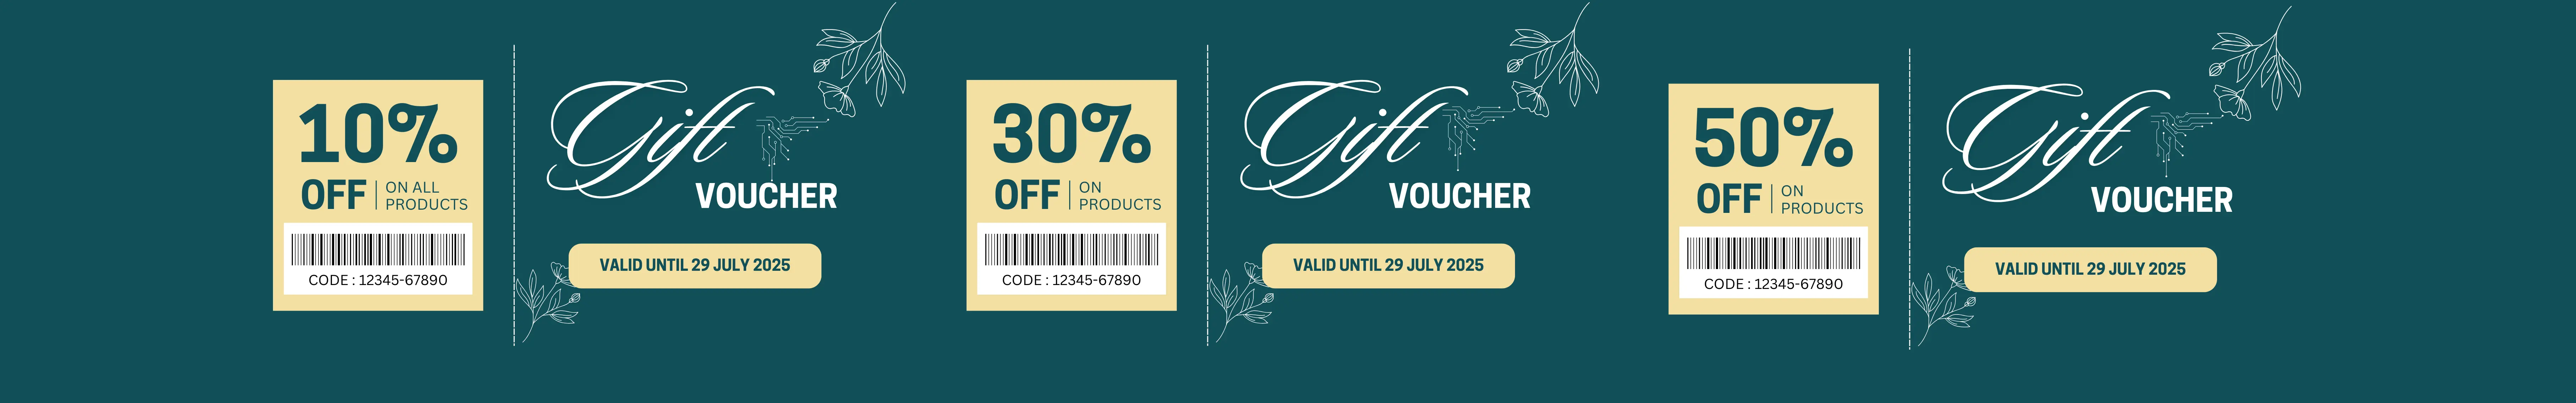 10%
OFF
ON ALL
PRODUCTS
CODE : 12345-67890
Gift
VOUCHER
VALID UNTIL 29 JULY 2025
30%
OFF
ON
PRODUCTS
CODE : 12345-67890
Gift
VOUCHER
VALID UNTIL 29 JULY 2025
50%
OFF
ON
PRODUCTS
CODE : 12345-67890
Gift
VOUCHER
VALID UNTIL 29 JULY 2025